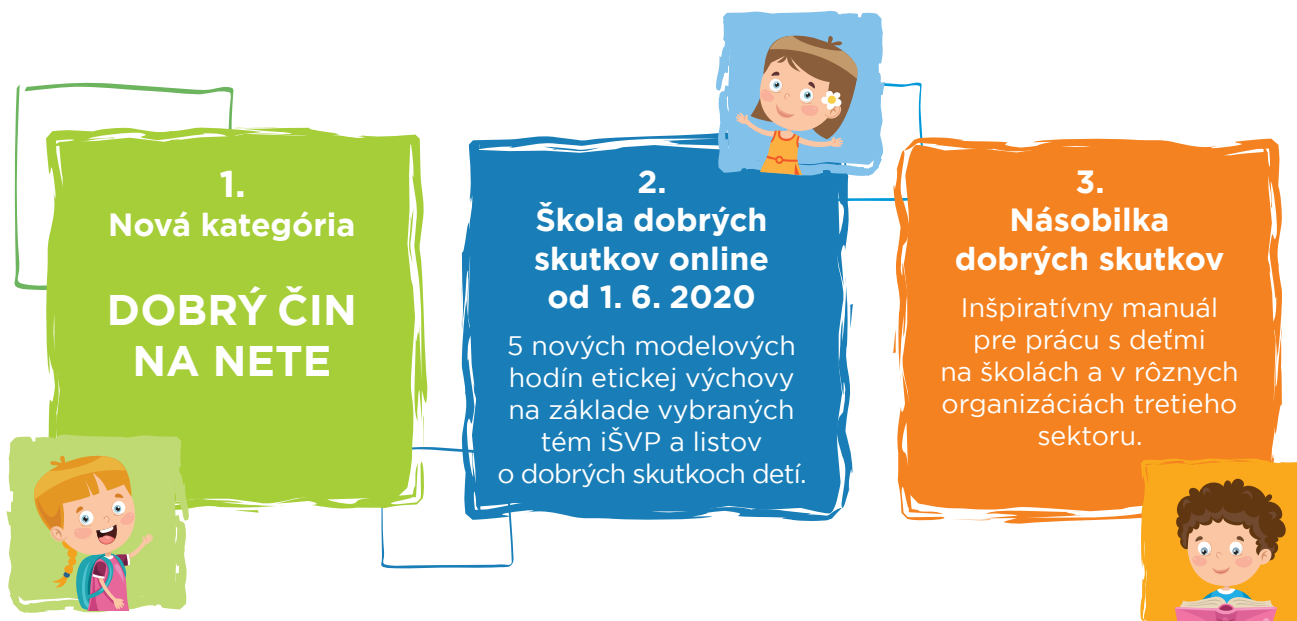 1.
Nová kategória
DOBRÝ ČIN
NA NETE
2.
Škola dobrých
skutkov online
od 1. 6. 2020
5 nových modelových
hodín etickej výchovy
na základe vybraných
tém iŠVP a listov
o dobrých skutkoch detí.
3.
Násobilka
dobrých skutkov
Inšpiratívny manuál
pre prácu s deťmi
na školách a v rôznych
organizáciách tretieho
sektoru.